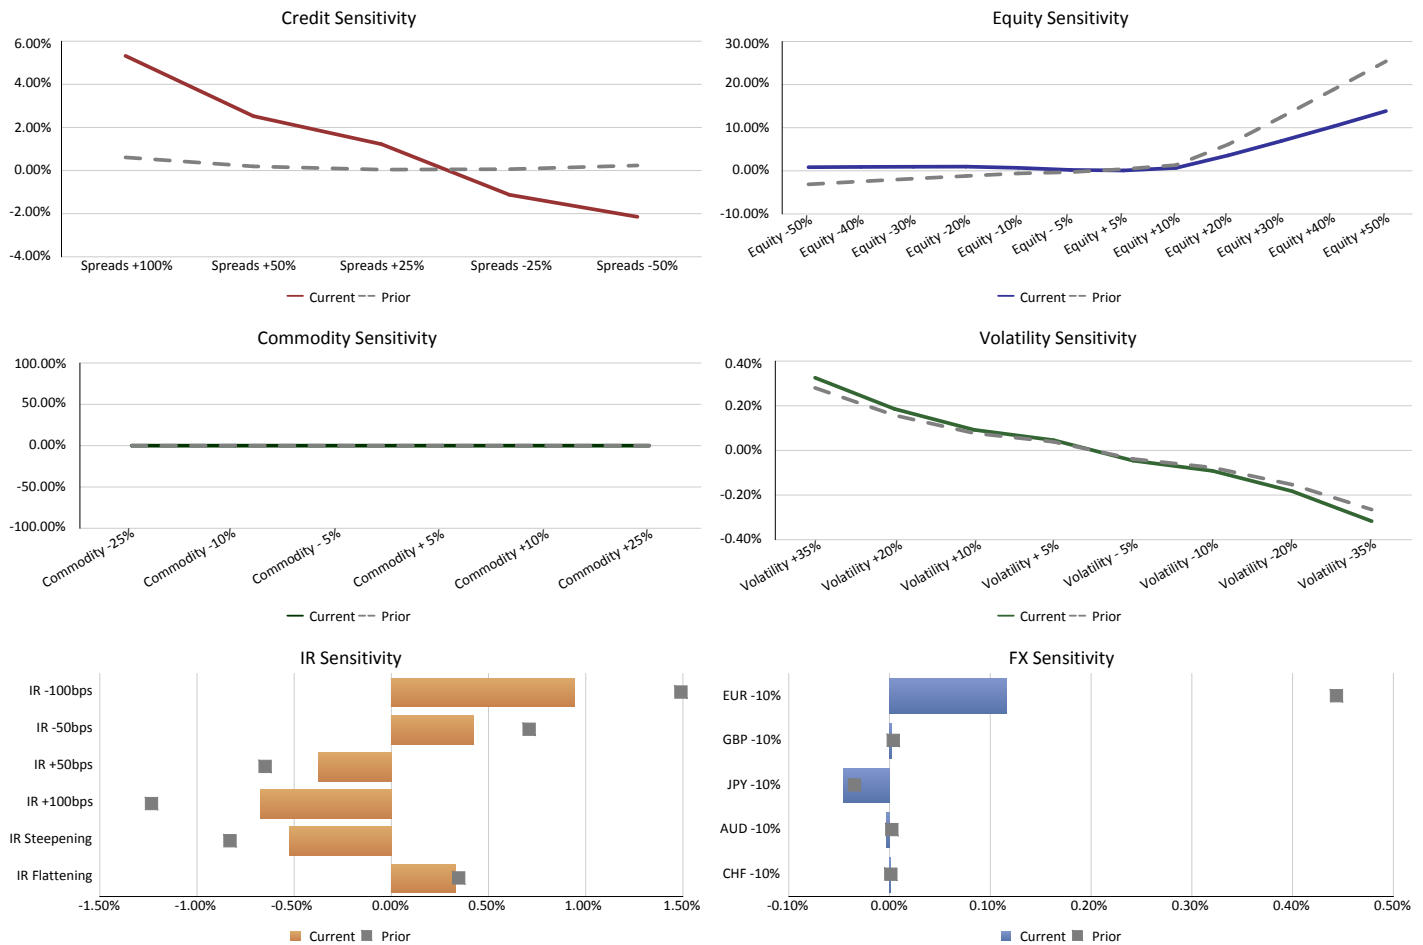 Credit Sensitivity
6.00%
4.00%
2.00%
0.00%
-2.00%
-4.00%
Spreads +100% Spreads +50% Spreads +25% Spreads -25% Spreads -50%
Current Prior
Equity Sensitivity
30.00%
20.00%
10.00%
0.00%
-10.00%
Equity -50% Equity -40% Equity -30% Equity -20% Equity -10% Equity - 5% Equity + 5% Equity +10% Equity +20% Equity +30% Equity +40% Equity +50%
Current Prior
Commodity Sensitivity
100.00%
50.00%
0.00%
-50.00%
-100.00%
Commodity -25% Commodity -10% Commodity - 5% Commodity + 5% Commodity +10% Commodity +25%
Current Prior
Volatility Sensitivity
0.40%
0.20%
0.00%
-0.20%
-0.40%
Volatility +35% Volatility +20% Volatility +10% Volatility + 5% Volatility - 5% Volatility -10% Volatility -20% Volatility -35%
Current Prior
IR Sensitivity
IR -100bps
IR -50bps
IR +50bps
IR +100bps
IR Steepening
IR Flattening
-1.50% -1.00% -0.50% 0.00% 0.50% 1.00% 1.50%
Current Prior
FX Sensitivity
EUR -10%
GBP -10%
JPY -10%
AUD -10%
CHF -10%
-0.10% 0.00% 0.10% 0.20% 0.30% 0.40% 0.50%
Current Prior